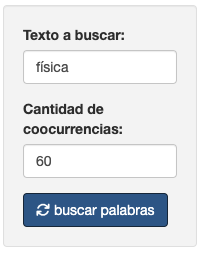 Texto a buscar:
física
Cantidad de
coocurrencias:
60
buscar palabras